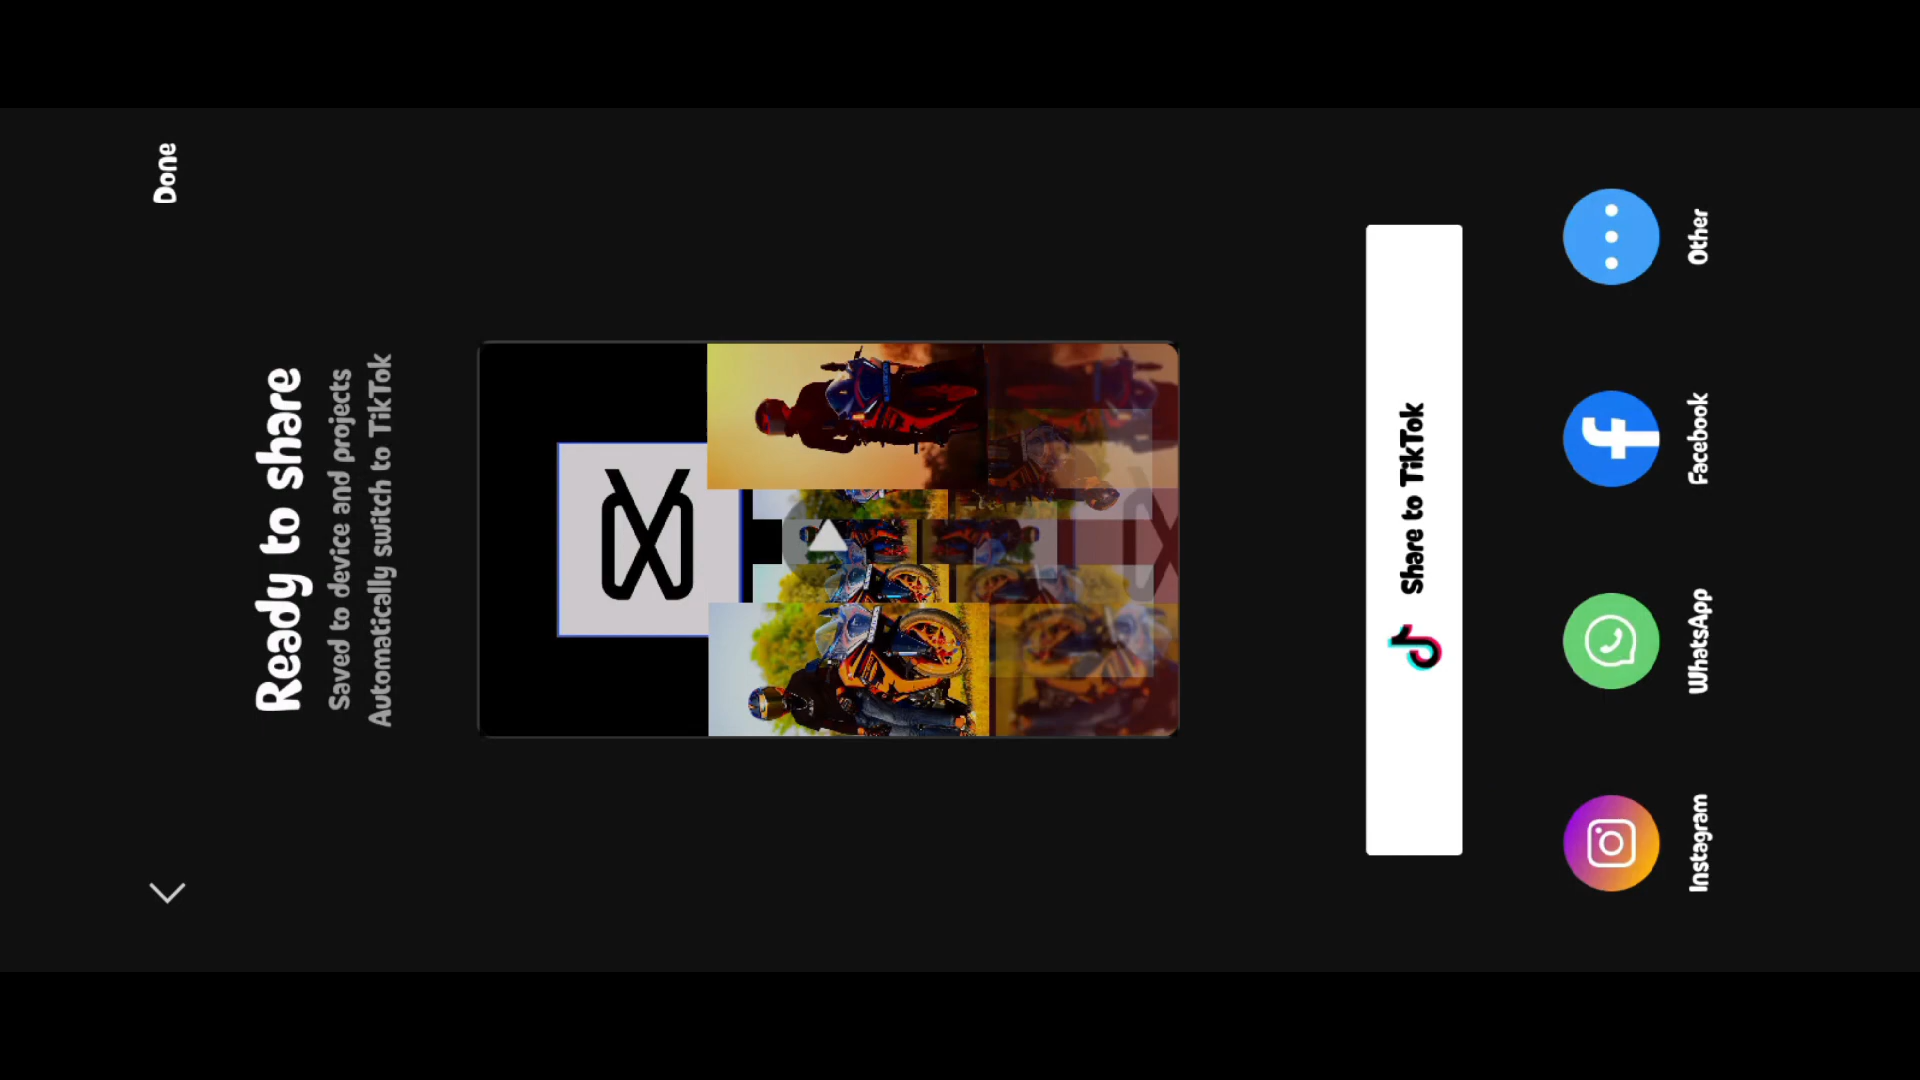 Done
Ready to share
Saved to device and projects
Automatically switch to TikTok
Share to TikTok
Instagram
WhatsApp
Facebook
Other